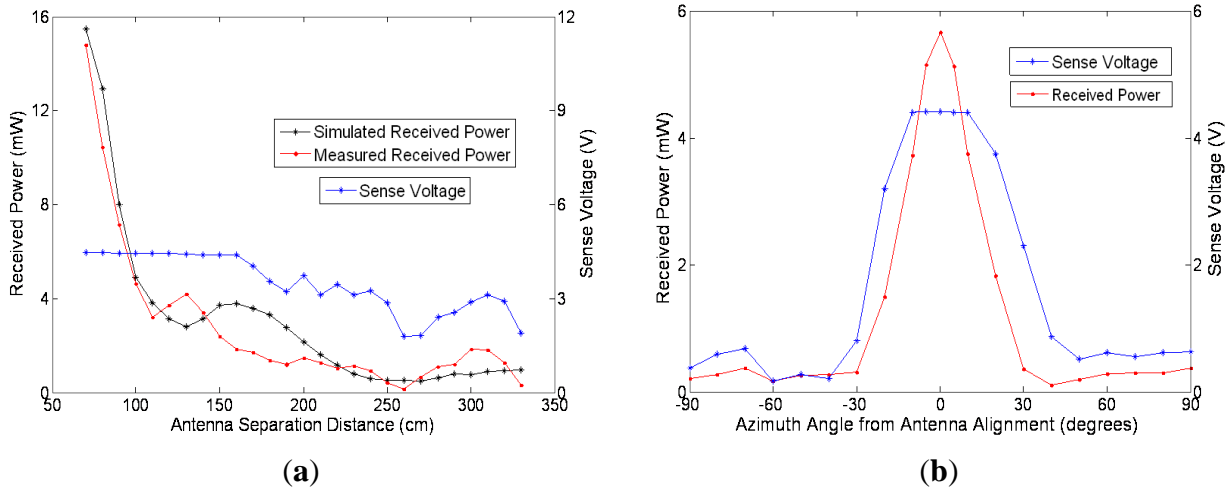 16
12
8
4
0
Received Power (mW)
12
9
6
3
0
Sense Voltage (V)
Simulated Received Power
Measured Received Power
Sense Voltage
50 100 150 200 250 300 350
Antenna Separation Distance (cm)
(a)
6
4
2
0
Received Power (mW)
6
4
2
0
Sense Voltage (V)
Sense Voltage
Received Power
-90 -60 -30 0 30 60 90
Azimuth Angle from Antenna Alignment (degrees)
(b)